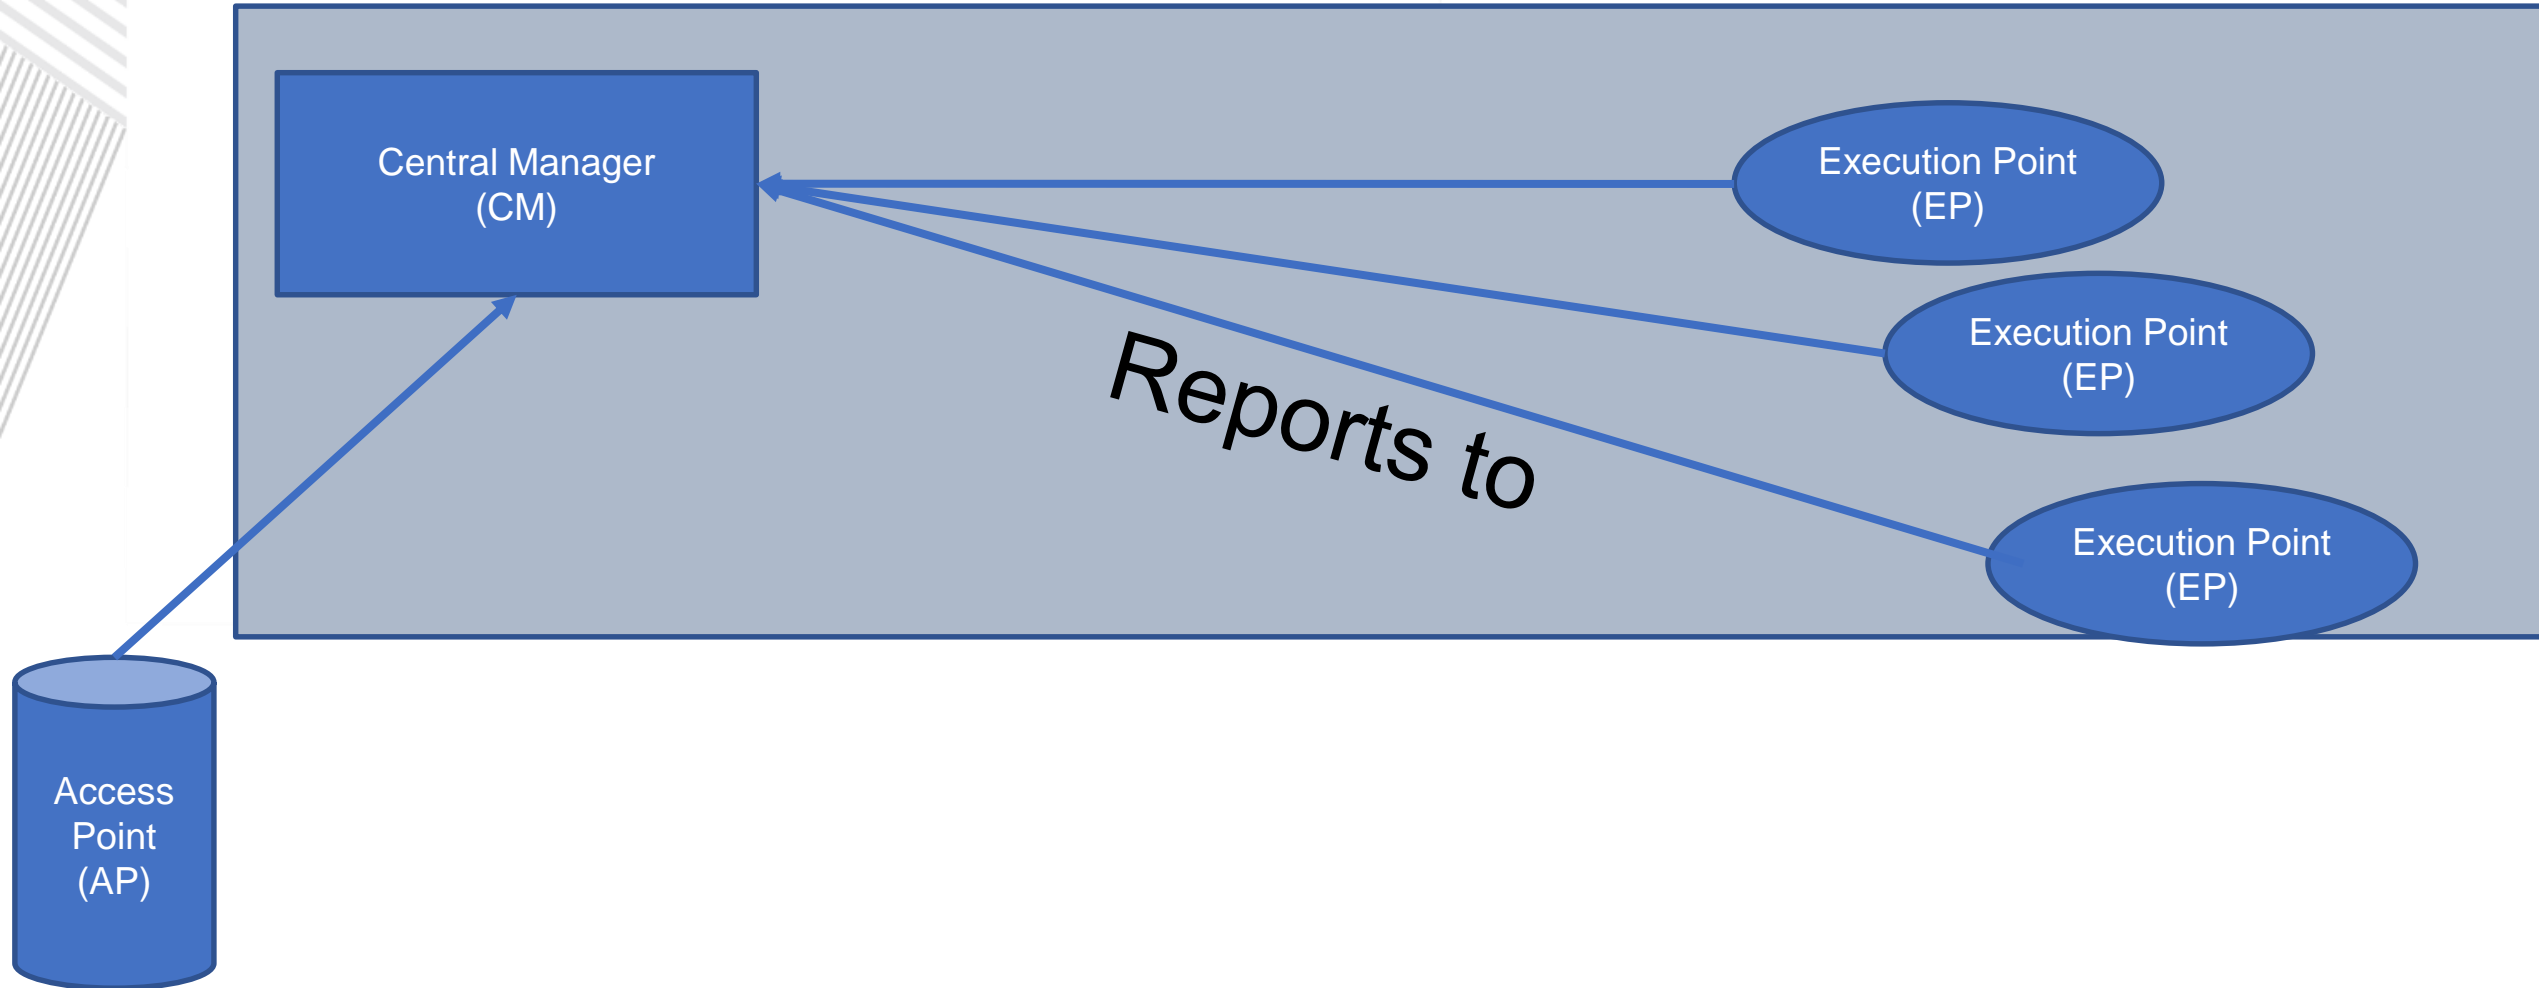 Central Manager
(CM)
Execution Point
(EP)
Execution Point
(EP)
Reports to
Execution Point
(EP)
Access
Point
(AP)